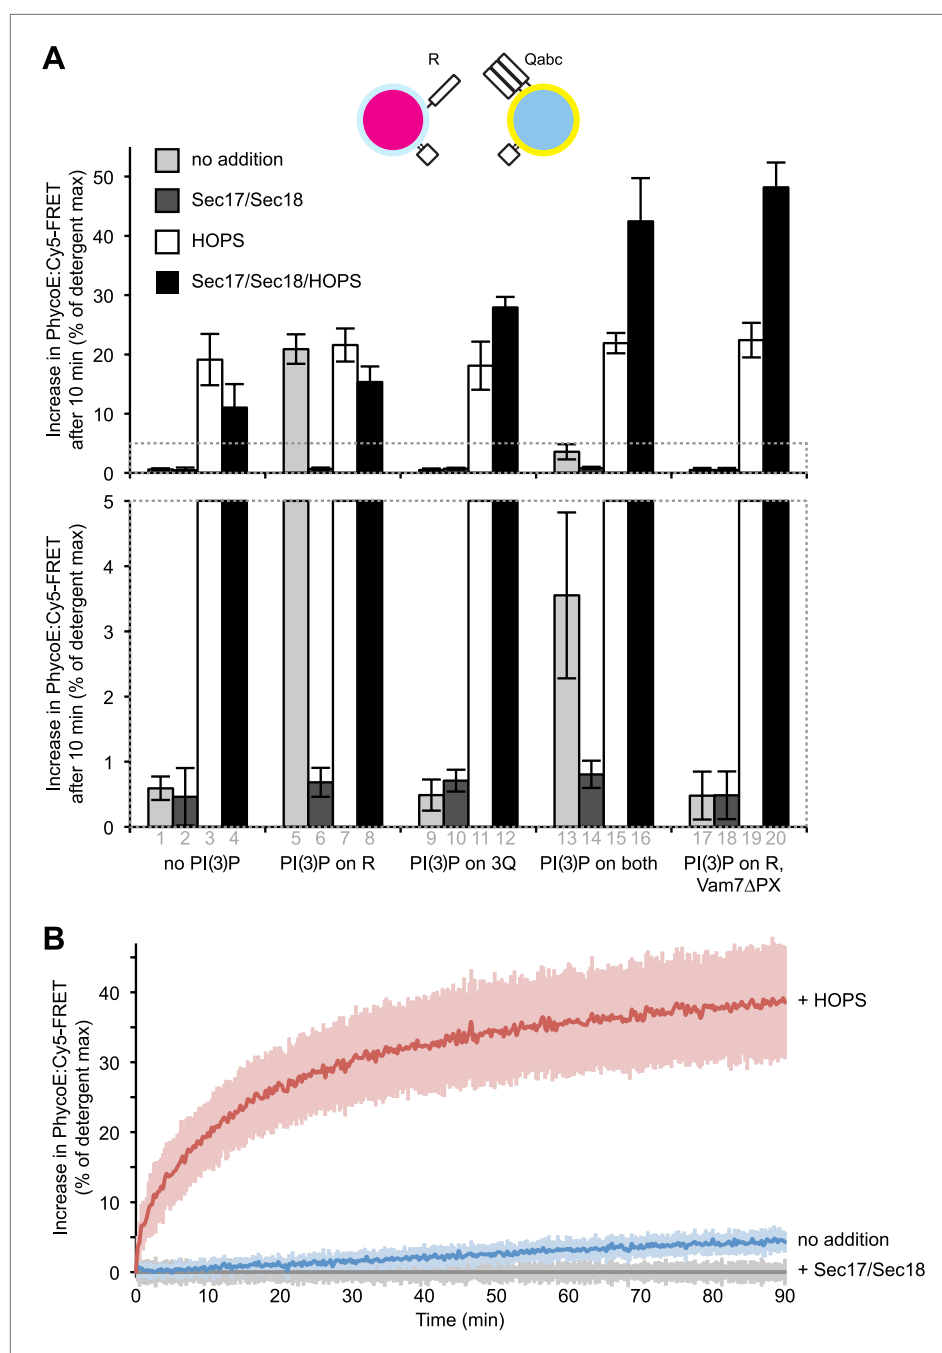 A
R
Qabc
no addition
Sec17/Sec18
HOPS
Sec17/Sec18/HOPS
Increase in PhycoE:Cy5-FRET
after 10 min (% of detergent max)
50
40
30
20
10
0
Increase in PhycoE:Cy5-FRET
after 10 min (% of detergent max)
5
4
3
2
1
0
1 2 3 4 5 6 7 8 9 10 11 12 13 14 15 16 17 18 19 20
no PI(3)P
PI(3)P on R
PI(3)P on 3Q
PI(3)P on both
PI(3)P on R,
Vam7ΔPX
B
Increase in PhycoE:Cy5-FRET
(% of detergent max)
40
30
20
10
0
+ HOPS
no addition
+ Sec17/Sec18
0 10 20 30 40 50 60 70 80 90
Time (min)